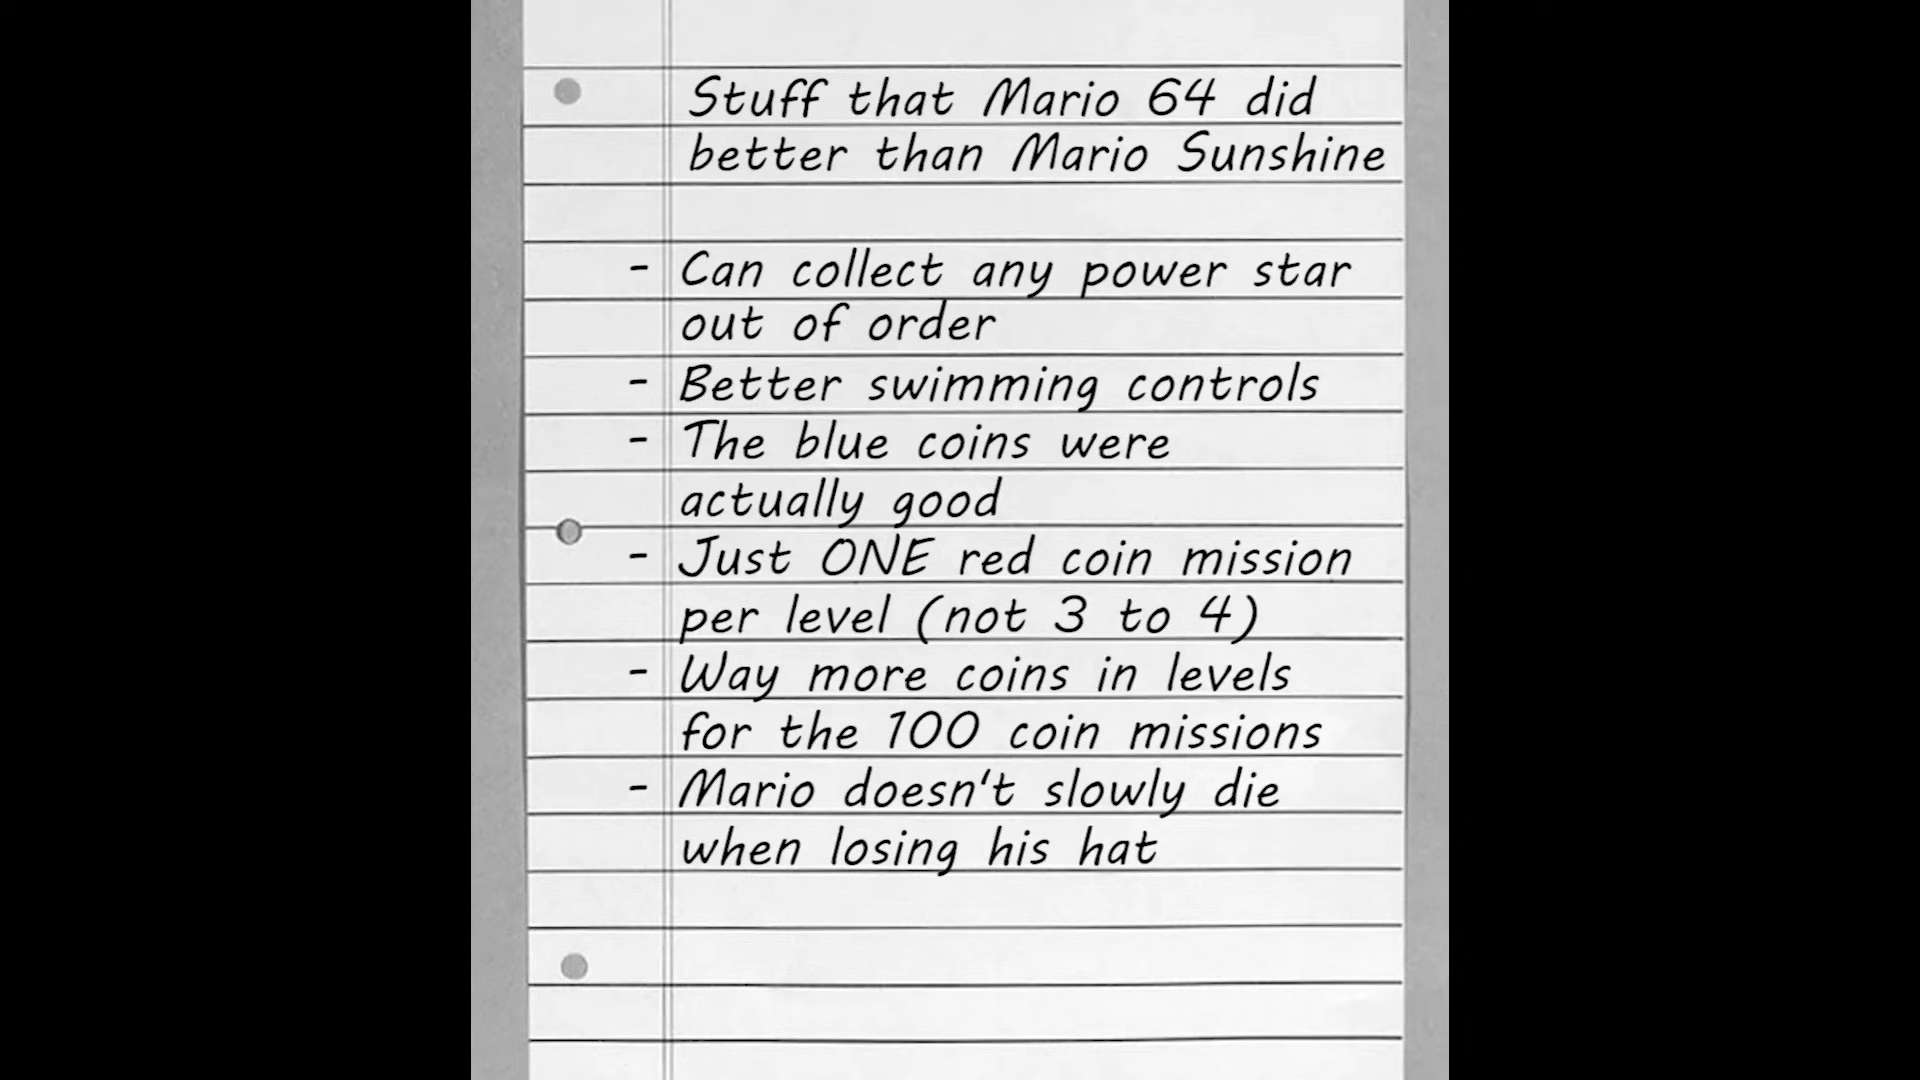 Stuff that Mario 64 did
better than Mario Sunshine
- Can collect any power star
out of order
- Better swimming controls
- The blue coins were
actually good
- Just ONE red coin mission
per level (not 3 to 4)
- Way more coins in levels
for the 100 coin missions
- Mario doesn't slowly die
when losing his hat